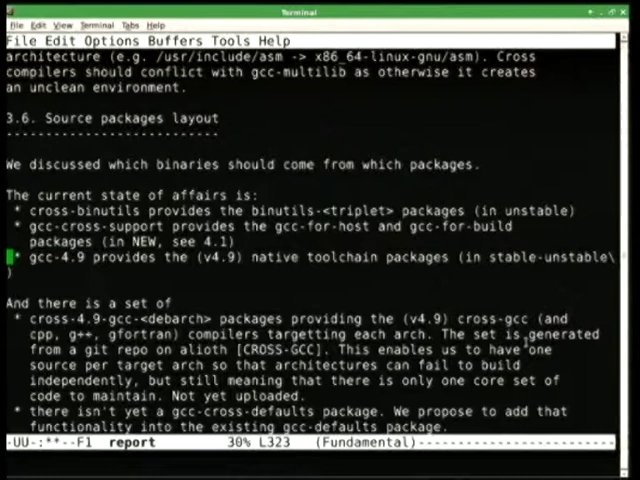 Terminal
File Edit View Terminal Tabs Help
File Edit Options Buffers Tools Help
architecture (e.g. /usr/include/asm -> x86_64-linux-gnu/asm). Cross
compilers should conflict with gcc-multilib as otherwise it creates
an unclean environment.
3.6. Source packages layout
---------------------------
We discussed which binaries should come from which packages.
The current state of affairs is:
* cross-binutils provides the binutils-<triplet> packages (in unstable)
* gcc-cross-support provides the gcc-for-host and gcc-for-build
packages (in NEW, see 4.1)
* gcc-4.9 provides the (v4.9) native toolchain packages (in stable-unstable\
)
And there is a set of
* cross-4.9-gcc-<debarch> packages providing the (v4.9) cross-gcc (and
cpp, g++, gfortran) compilers targetting each arch. The set is generated
from a git repo on alioth [CROSS-GCC]. This enables us to have one
source per target arch so that architectures can fail to build
independently, but still meaning that there is only one core set of
code to maintain. Not yet uploaded.
* there isn't yet a gcc-cross-defaults package. We propose to add that
functionality into the existing gcc-defaults package.
-UU-:**--F1 report 30% L323 (Fundamental)----------------------